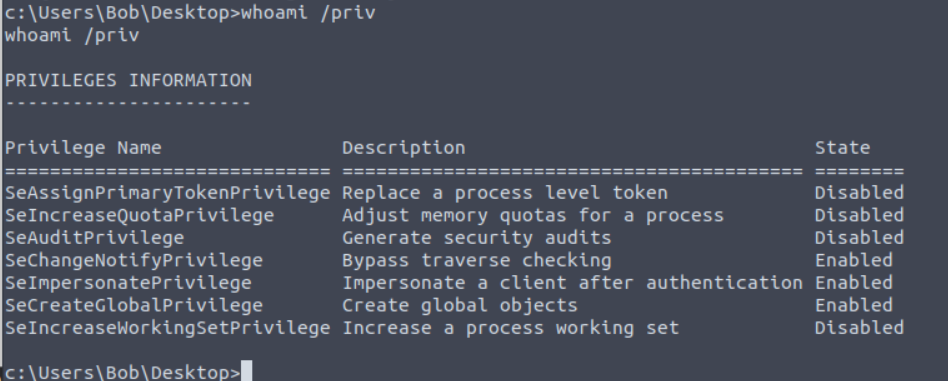 c:\Users\Bob\Desktop>whoami /priv
whoami /priv
PRIVILEGES INFORMATION
----------------------
Privilege Name                Description                               State
============================= ========================================= ========
SeAssignPrimaryTokenPrivilege Replace a process level token             Disabled
SeIncreaseQuotaPrivilege      Adjust memory quotas for a process        Disabled
SeAuditPrivilege              Generate security audits                  Disabled
SeChangeNotifyPrivilege       Bypass traverse checking                  Enabled
SeImpersonatePrivilege        Impersonate a client after authentication Enabled
SeCreateGlobalPrivilege       Create global objects                     Enabled
SeIncreaseWorkingSetPrivilege Increase a process working set            Disabled
c:\Users\Bob\Desktop>